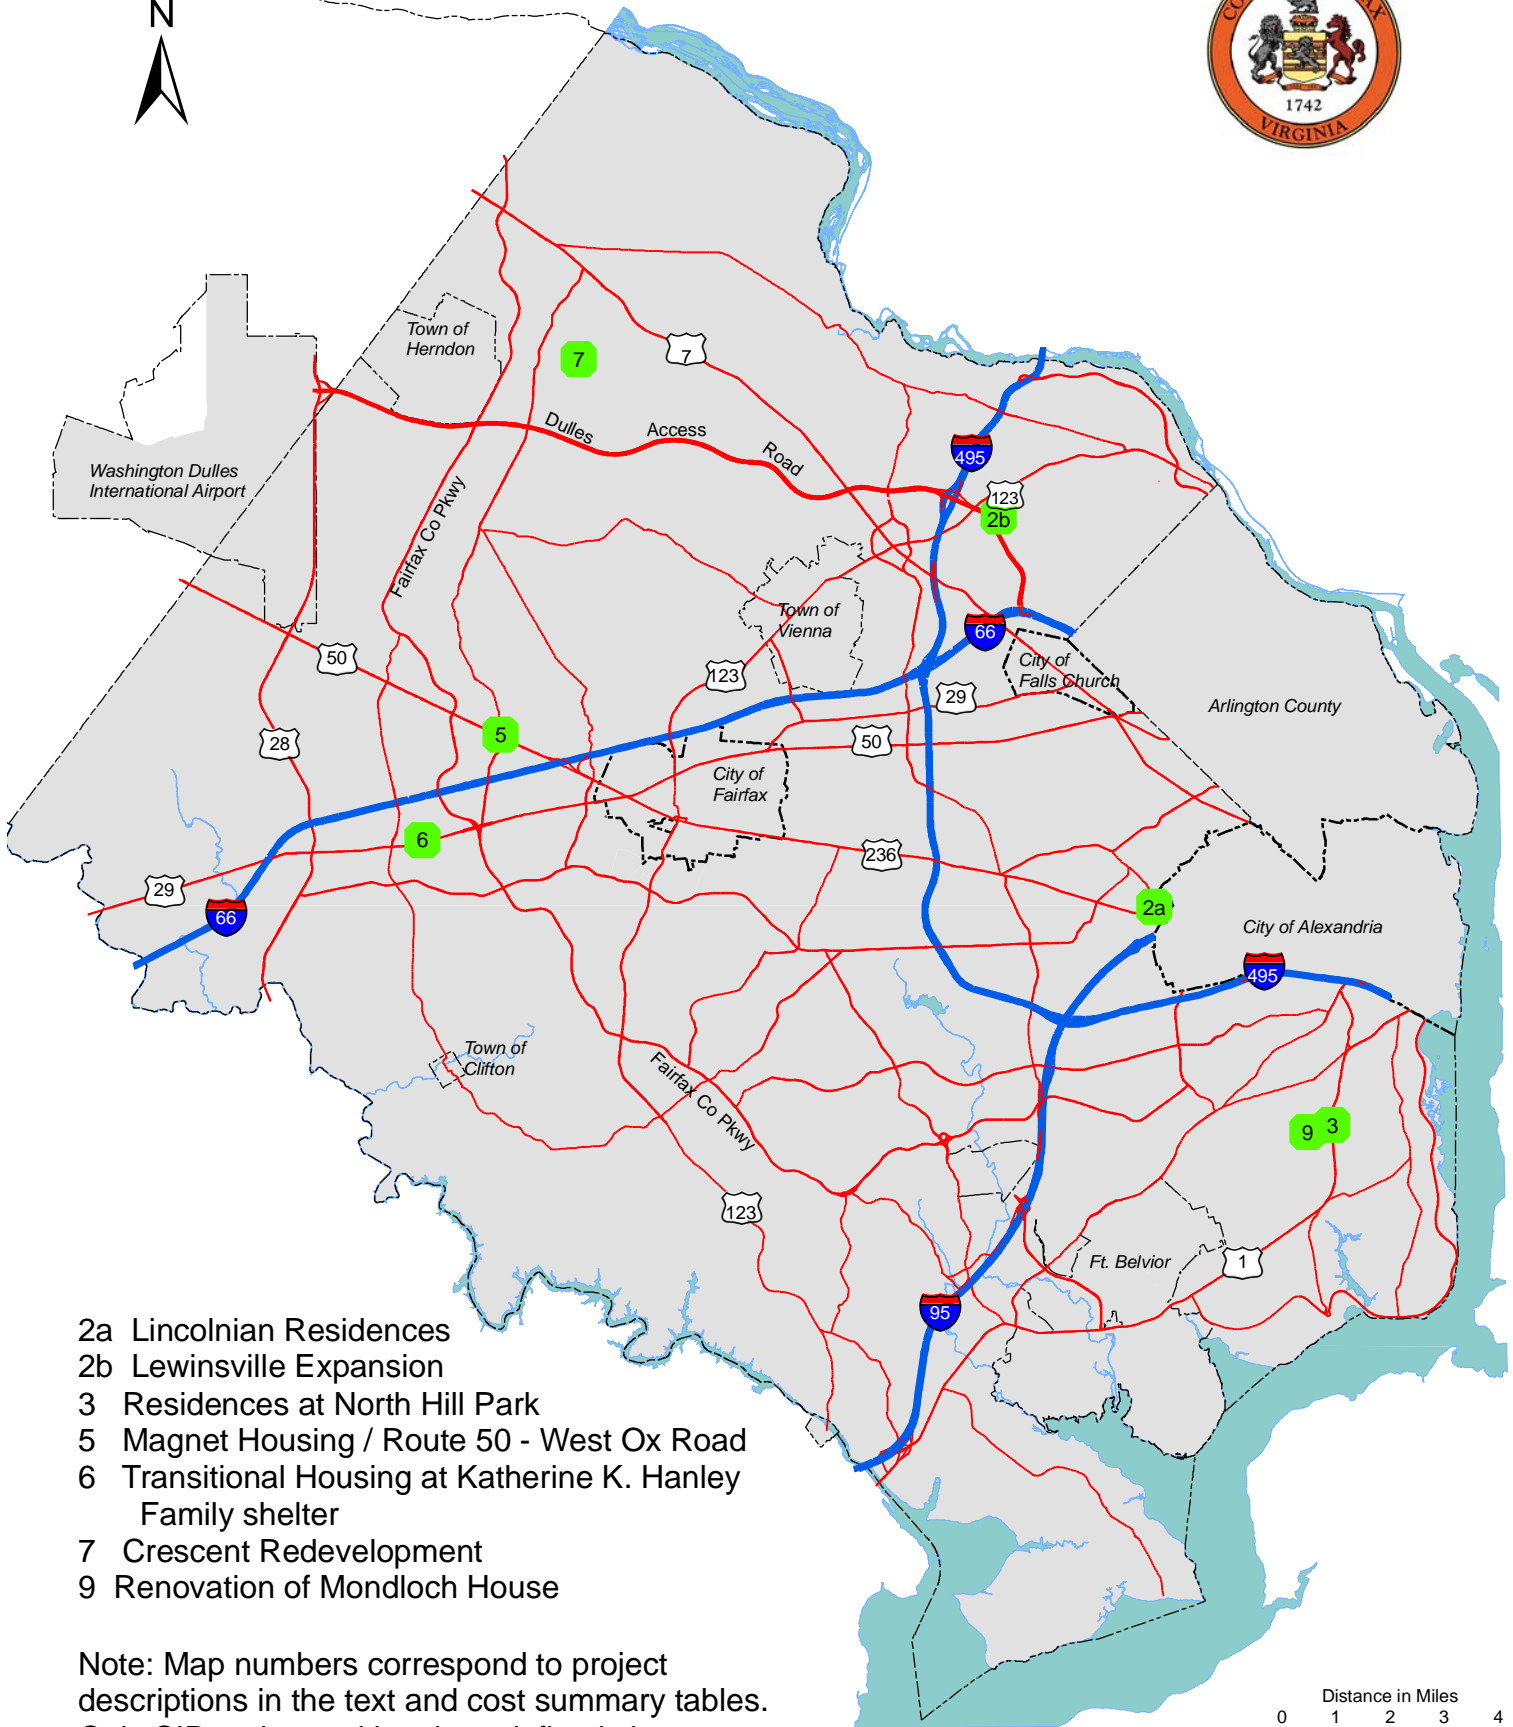 N
CO
AX
1742
VIRGINIA
Town of
Herndon
7
7
Dulles Access Road
495
123
2b
Washington Dulles
International Airport
Fairfax Co Pkwy
Town of
Vienna
66
50
123
City of
Falls Church
29
Arlington County
5
28
50
City of
Fairfax
6
236
29
66
2a
City of Alexandria
495
Town of
Clifton
Fairfax Co Pkwy
9
3
123
Ft. Belvior
1
95
2a Lincolnian Residences
2b Lewinsville Expansion
3 Residences at North Hill Park
5 Magnet Housing / Route 50 - West Ox Road
6 Transitional Housing at Katherine K. Hanley
Family shelter
7 Crescent Redevelopment
9 Renovation of Mondloch House
Note: Map numbers correspond to project
descriptions in the text and cost summary tables.
Distance in Miles
0 1 2 3 4